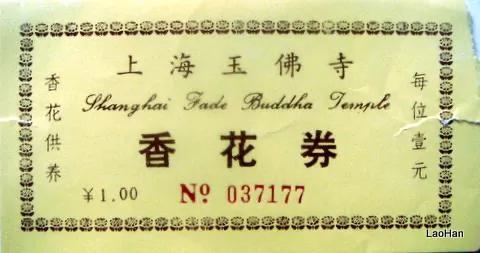 上海玉佛寺
Shanghai Fade Buddha Temple
香花供养
香花券
每位壹元
¥1.00 No 037177
LaoHan